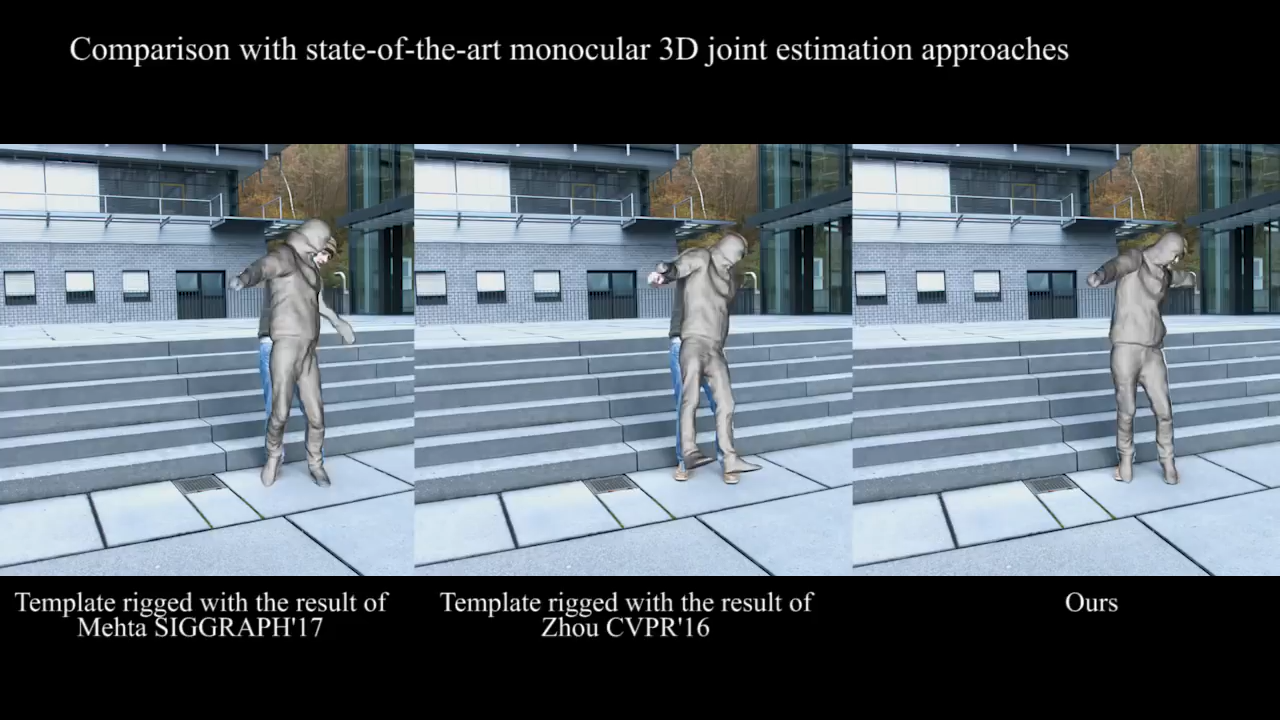 Comparison with state-of-the-art monocular 3D joint estimation approaches
Template rigged with the result of
Mehta SIGGRAPH'17
Template rigged with the result of
Zhou CVPR'16
Ours